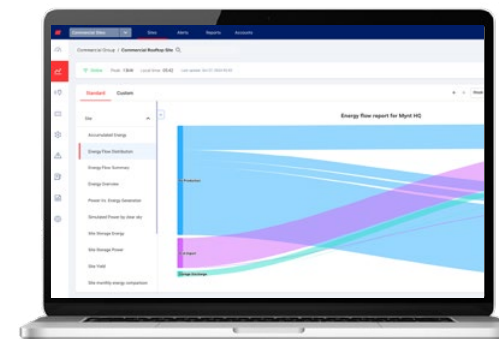 Commercial Sites
Sites
Alerts
Reports
Accounts
Commercial Group / Commercial Rooftop Site
Online
Standard
Custom
Energy flow report for Mynt HQ
Site
Accumulated Energy
Energy Flow Distribution
Energy Flow Summary
Energy Overview
Power Vs. Energy Generation
Simulated Power by clear sky
Site Storage Energy
Site Storage Power
Site Yield
Site monthly energy comparison
Production